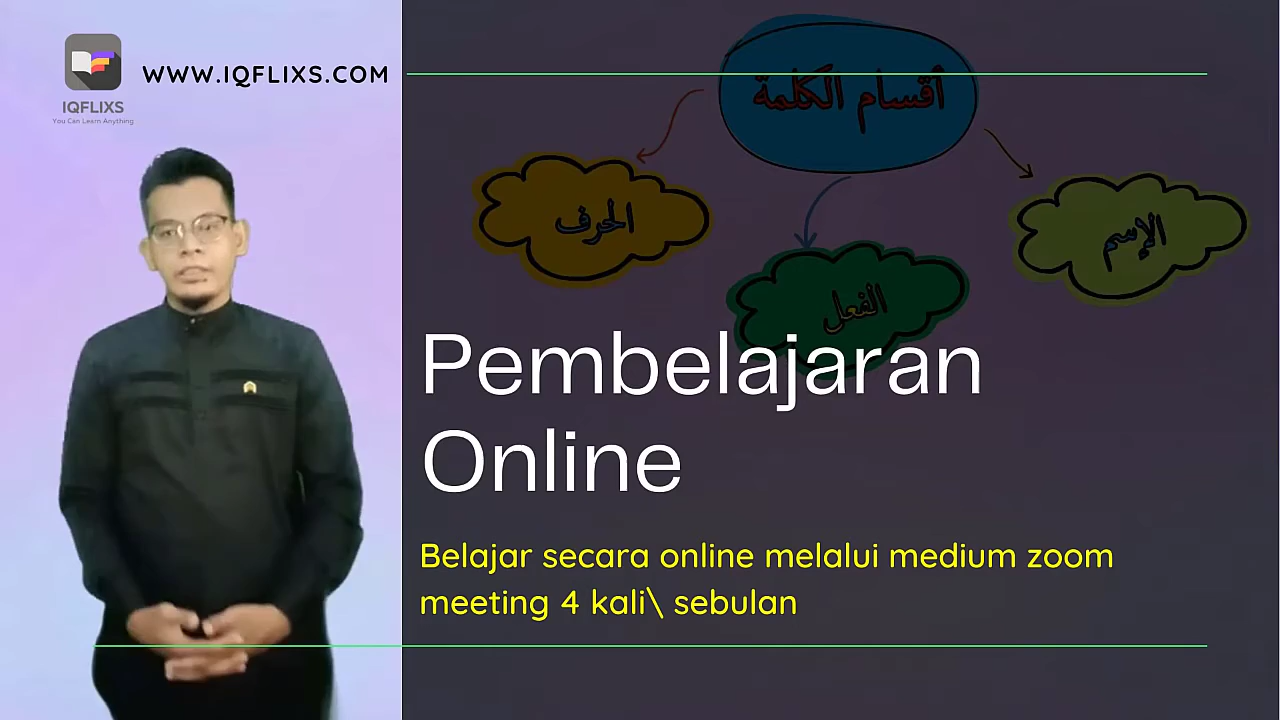 WWW.IQFLIXS.COM
IQFLIXS
You Can Learn Anything
أقسام الكلمة
الحرف
الإسم
الفعل
Pembelajaran
Online
Belajar secara online melalui medium zoom
meeting 4 kali\ sebulan